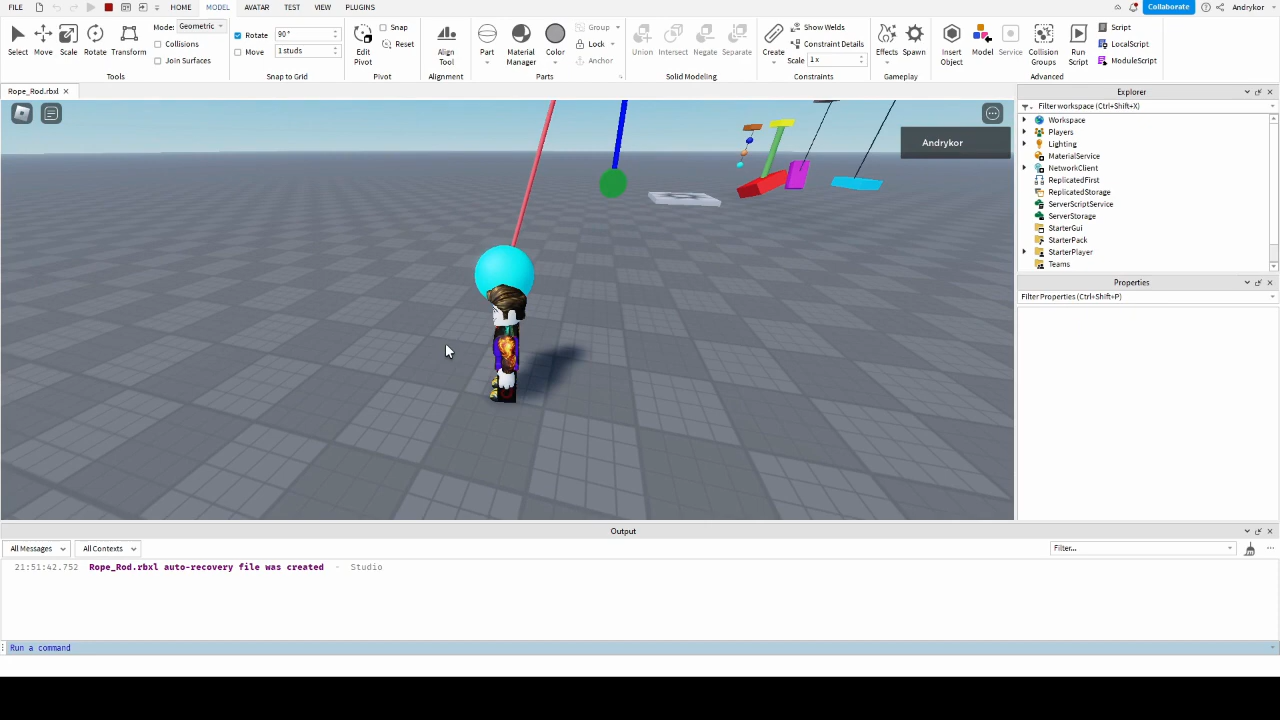 FILE HOME MODEL AVATAR TEST VIEW PLUGINS Collaborate Andrykor
Select Move Scale Rotate Transform
Mode: Geometric
Collisions
Join Surfaces
Tools
Rotate 90°
Move 1 studs
Snap to Grid
Edit Pivot
Snap
Reset
Pivot
Align Tool
Alignment
Part Material Manager Color
Group
Lock
Anchor
Parts
Union Intersect Negate Separate
Solid Modeling
Create
Show Welds
Constraint Details
Scale 1 x
Constraints
Effects Spawn
Gameplay
Insert Object Model Service Collision Groups Run Script
Script
LocalScript
ModuleScript
Advanced
Rope_Rod.rbxl
Andrykor
Explorer
Filter workspace (Ctrl+Shift+X)
Workspace
Players
Lighting
MaterialService
NetworkClient
ReplicatedFirst
ReplicatedStorage
ServerScriptService
ServerStorage
StarterGui
StarterPack
StarterPlayer
Teams
Properties
Filter Properties (Ctrl+Shift+P)
Output
All Messages All Contexts Filter...
21:51:42.752 Rope_Rod.rbxl auto-recovery file was created - Studio
Run a command